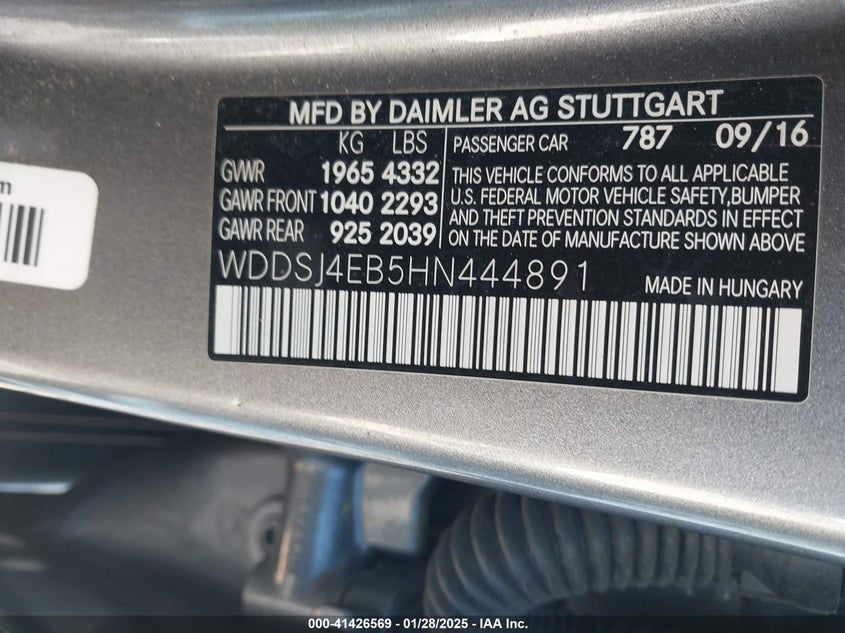 MFD BY DAIMLER AG STUTTGART
KG LBS
GVWR 1965 4332
GAWR FRONT 1040 2293
GAWR REAR 925 2039
PASSENGER CAR 787 09/16
THIS VEHICLE CONFORMS TO ALL APPLICABLE
U.S. FEDERAL MOTOR VEHICLE SAFETY,BUMPER
AND THEFT PREVENTION STANDARDS IN EFFECT
ON THE DATE OF MANUFACTURE SHOWN ABOVE
WDDSJ4EB5HN444891
MADE IN HUNGARY
000-41426569 | 01/28/2025 | IAA Inc.